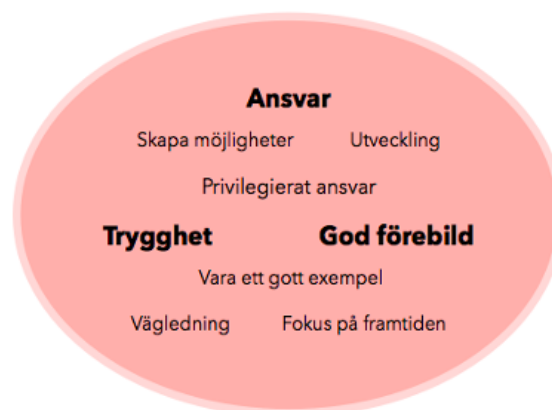 Ansvar
Skapa möjligheter Utveckling
Privilegierat ansvar
Trygghet God förebild
Vara ett gott exempel
Vägledning Fokus på framtiden